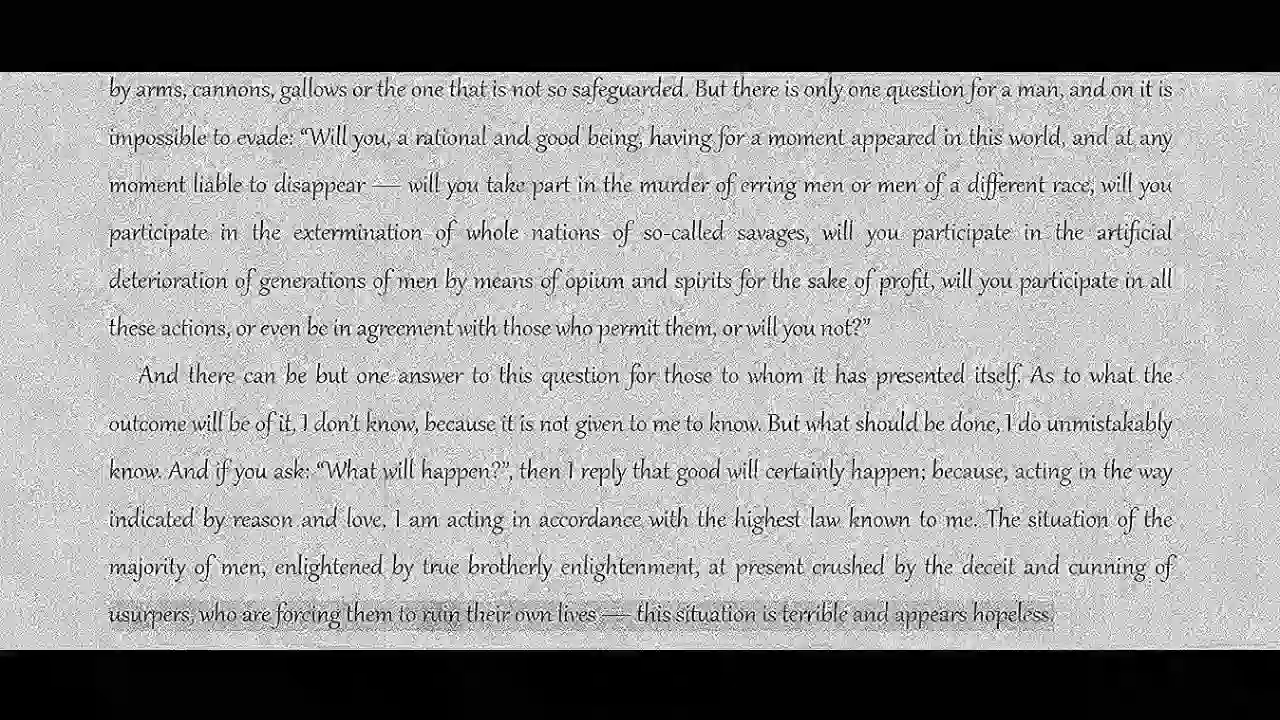 by arms, cannons, gallows or the one that is not so safeguarded. But there is only one question for a man, and on it is
impossible to evade: “Will you, a rational and good being, having for a moment appeared in this world, and at any
moment liable to disappear — will you take part in the murder of erring men or men of a different race, will you
participate in the extermination of whole nations of so-called savages, will you participate in the artificial
deterioration of generations of men by means of opium and spirits for the sake of profit, will you participate in all
these actions, or even be in agreement with those who permit them, or will you not?”
And there can be but one answer to this question for those to whom it has presented itself. As to what the
outcome will be of it, I don’t know, because it is not given to me to know. But what should be done, I do unmistakably
know. And if you ask: “What will happen?”, then I reply that good will certainly happen; because, acting in the way
indicated by reason and love, I am acting in accordance with the highest law known to me. The situation of the
majority of men, enlightened by true brotherly enlightenment, at present crushed by the deceit and cunning of
usurpers, who are forcing them to ruin their own lives — this situation is terrible and appears hopeless.